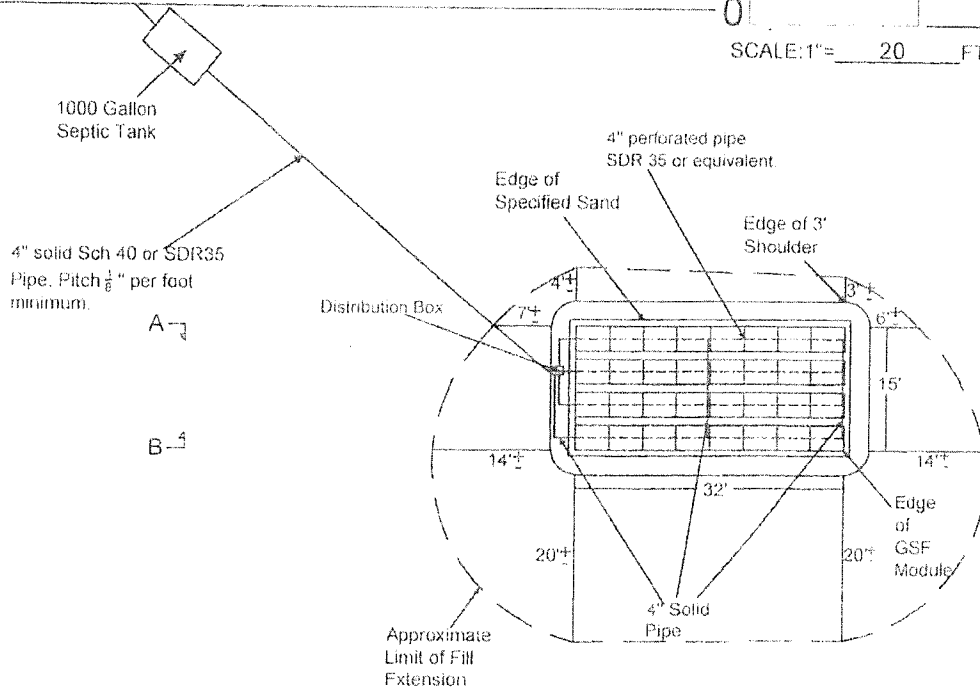 0
SCALE:1"= 20 FT
1000 Gallon
Septic Tank
4" perforated pipe
SDR 35 or equivalent.
Edge of
Specified Sand
Edge of 3'
Shoulder
4" solid Sch 40 or SDR35
Pipe. Pitch 1/8" per foot
minimum.
4'±
3'±
7'±
6'±
Distribution Box
A
15'
B
14'±
14'±
32'
Edge
of
GSF
Module
20'±
20'±
4" Solid
Pipe
Approximate
Limit of Fill
Extension